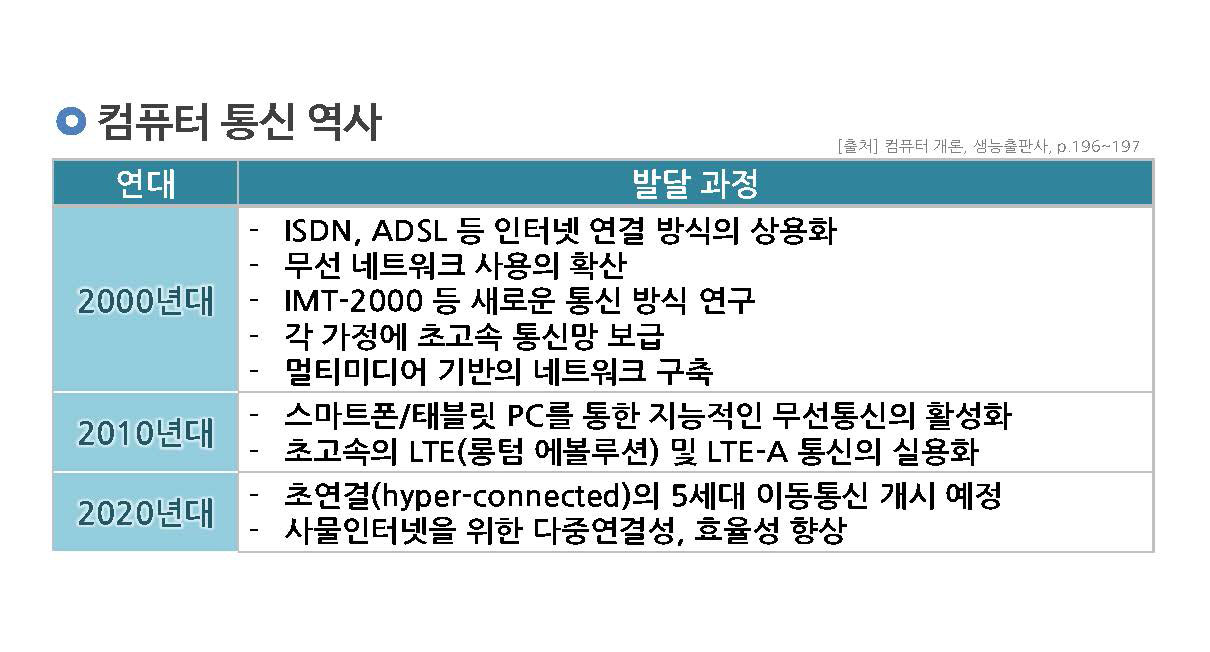 컴퓨터 통신 역사
[출처] 컴퓨터 개론, 생능출판사, p.196~197
연대 발달 과정
2000년대
- ISDN, ADSL 등 인터넷 연결 방식의 상용화
- 무선 네트워크 사용의 확산
- IMT-2000 등 새로운 통신 방식 연구
- 각 가정에 초고속 통신망 보급
- 멀티미디어 기반의 네트워크 구축
2010년대
- 스마트폰/태블릿 PC를 통한 지능적인 무선통신의 활성화
- 초고속의 LTE(롱텀 에볼루션) 및 LTE-A 통신의 실용화
2020년대
- 초연결(hyper-connected)의 5세대 이동통신 개시 예정
- 사물인터넷을 위한 다중연결성, 효율성 향상